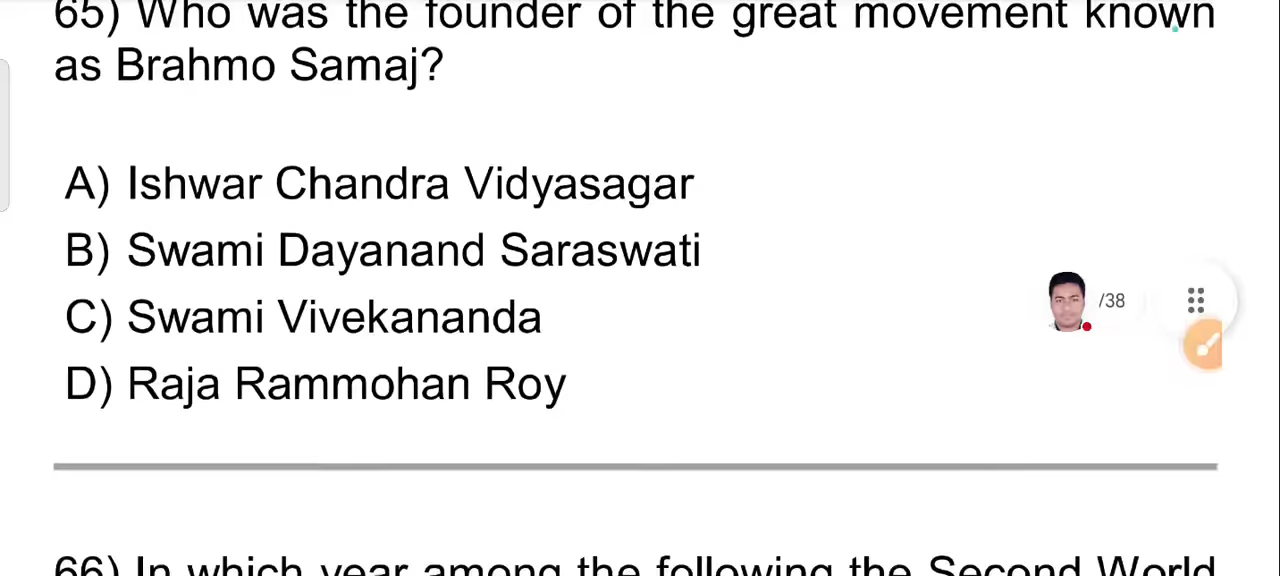 65) Who was the founder of the great movement known
as Brahmo Samaj?
A) Ishwar Chandra Vidyasagar
B) Swami Dayanand Saraswati
C) Swami Vivekananda
/38
D) Raja Rammohan Roy
66) In which year among the following the Second World